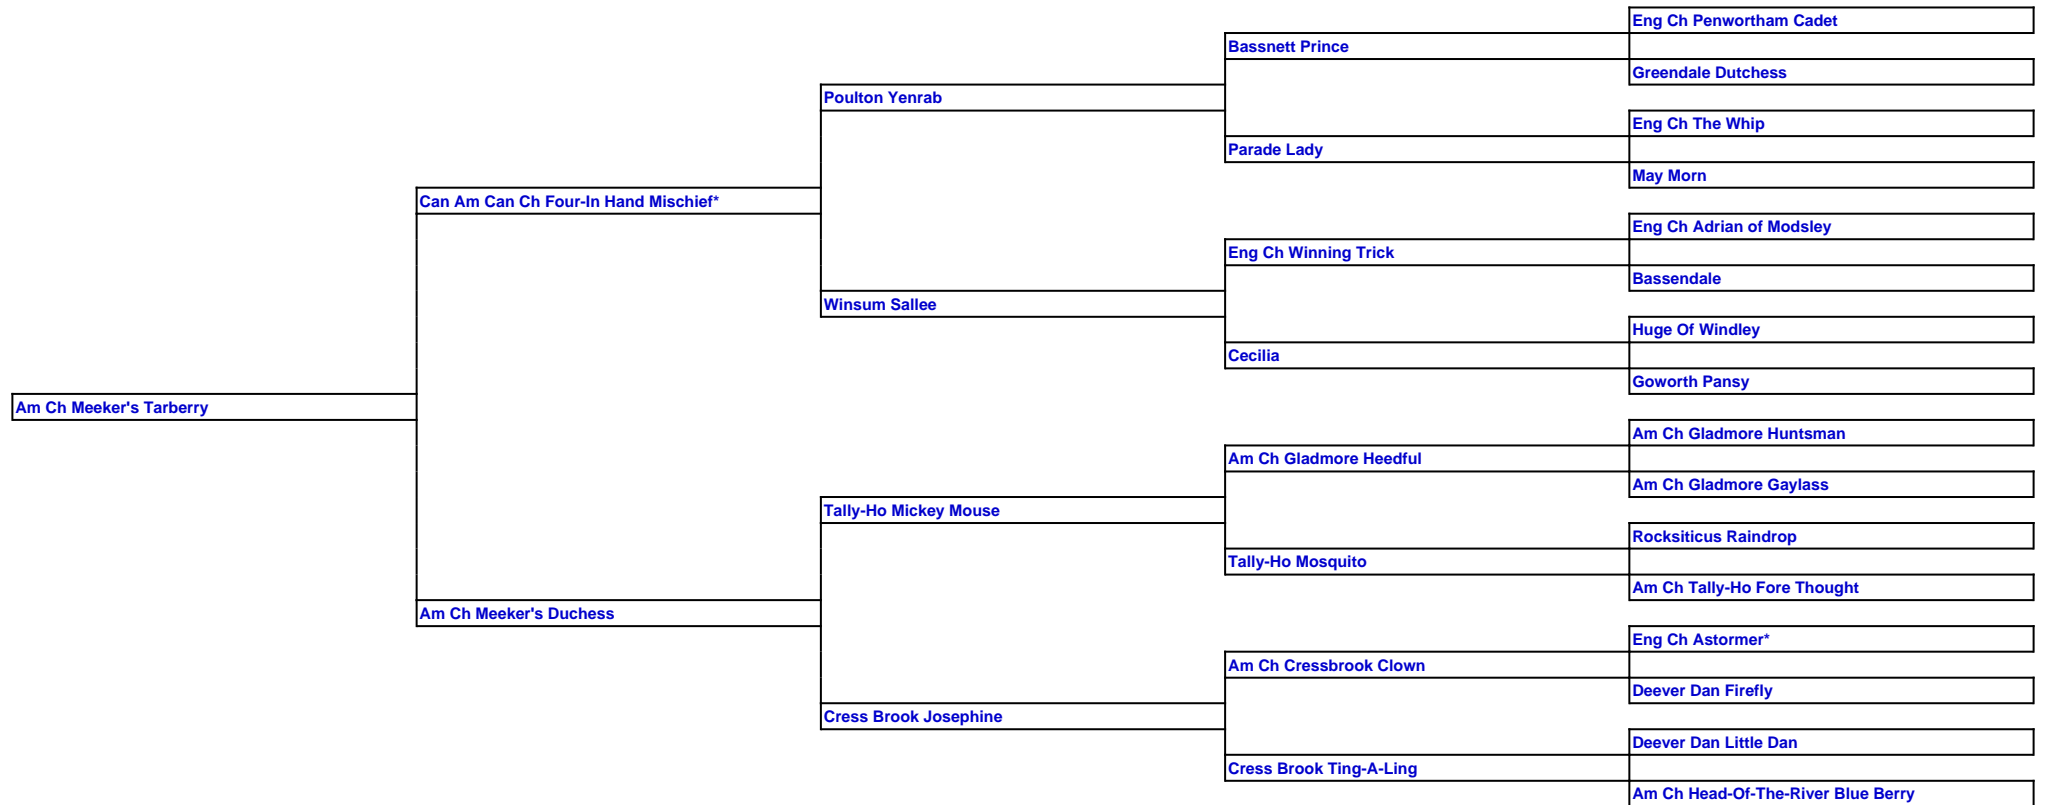 Eng Ch Penwortham Cadet
Bassnett Prince
Greendale Dutchess
Poulton Yenrab
Eng Ch The Whip
Parade Lady
May Morn
Can Am Can Ch Four-In Hand Mischief*
Eng Ch Adrian of Modsley
Eng Ch Winning Trick
Bassendale
Winsum Sallee
Huge Of Windley
Cecilia
Goworth Pansy
Am Ch Meeker's Tarberry
Am Ch Gladmore Huntsman
Am Ch Gladmore Heedful
Am Ch Gladmore Gaylass
Tally-Ho Mickey Mouse
Rocksiticus Raindrop
Tally-Ho Mosquito
Am Ch Tally-Ho Fore Thought
Am Ch Meeker's Duchess
Eng Ch Astormer*
Am Ch Cressbrook Clown
Deever Dan Firefly
Cress Brook Josephine
Deever Dan Little Dan
Cress Brook Ting-A-Ling
Am Ch Head-Of-The-River Blue Berry